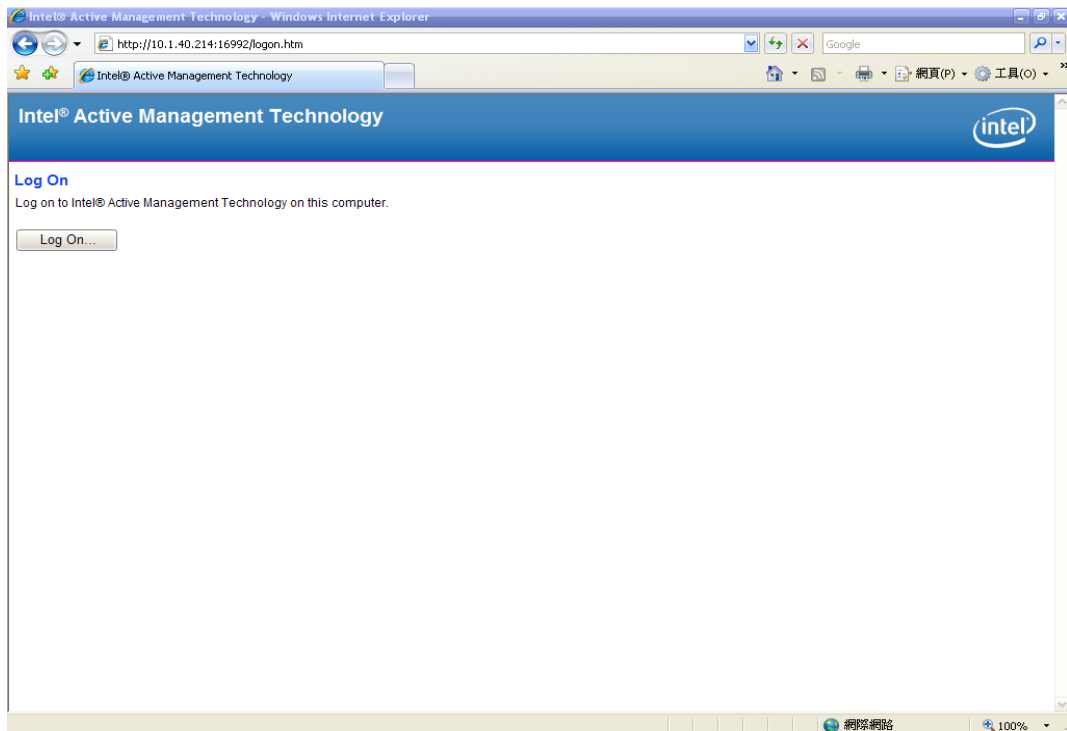 Intel® Active Management Technology - Windows Internet Explorer
http://10.1.40.214:16992/logon.htm
Google
Intel® Active Management Technology
網頁(P)
工具(O)
Intel® Active Management Technology
intel
Log On
Log on to Intel® Active Management Technology on this computer.
Log On...
網際網路
100%